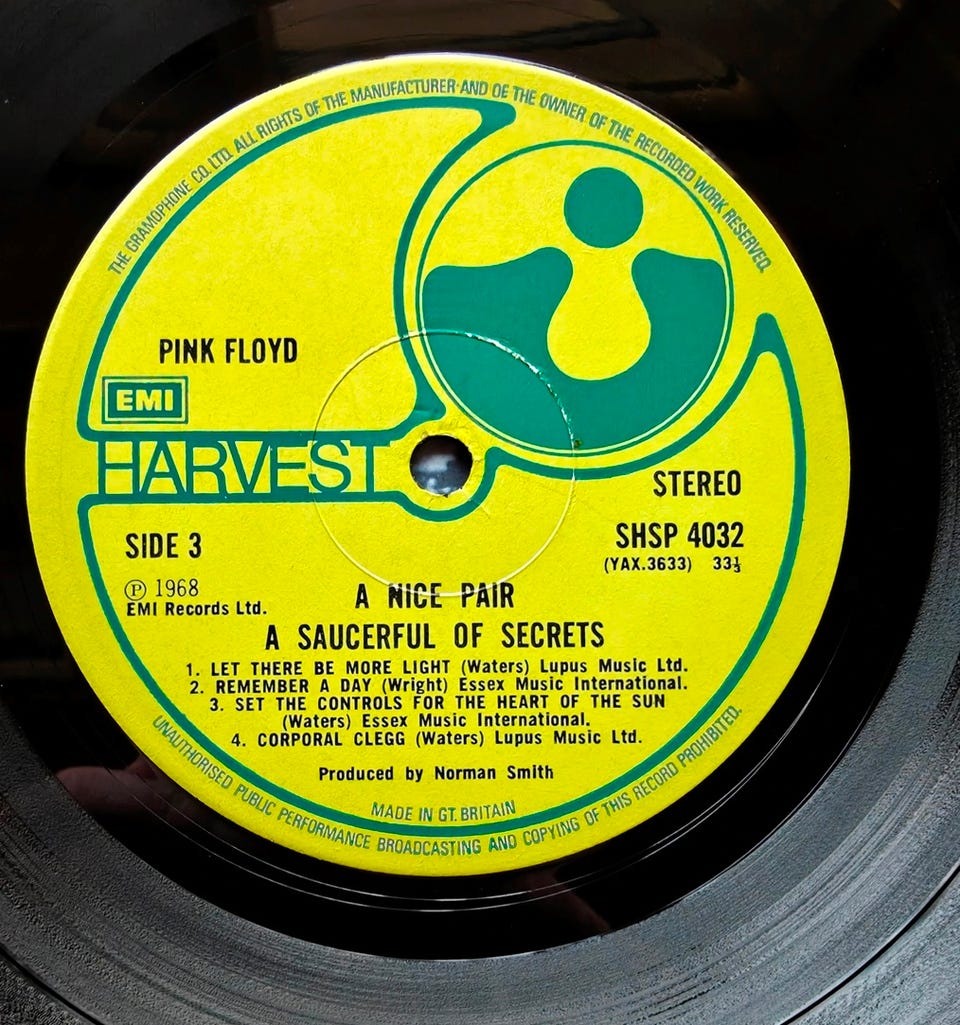 THE GRAMOPHONE CO. LTD. ALL RIGHTS OF THE MANUFACTURER AND OF THE OWNER OF THE RECORDED WORK RESERVED.
PINK FLOYD
EMI
HARVEST
STEREO
SIDE 3
SHSP 4032
(YAX.3633) 33⅓
℗ 1968
EMI Records Ltd.
A NICE PAIR
A SAUCERFUL OF SECRETS
1. LET THERE BE MORE LIGHT (Waters) Lupus Music Ltd.
2. REMEMBER A DAY (Wright) Essex Music International.
3. SET THE CONTROLS FOR THE HEART OF THE SUN
(Waters) Essex Music International.
4. CORPORAL CLEGG (Waters) Lupus Music Ltd.
Produced by Norman Smith
MADE IN GT. BRITAIN
UNAUTHORISED PUBLIC PERFORMANCE BROADCASTING AND COPYING OF THIS RECORD PROHIBITED.